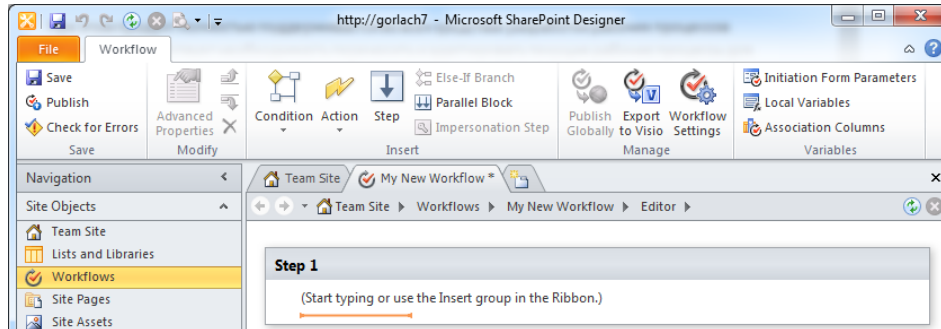 http://gorlach7 - Microsoft SharePoint Designer
File Workflow
Save
Publish
Check for Errors
Save
Advanced Properties
Modify
Condition
Action
Step
Else-If Branch
Parallel Block
Impersonation Step
Insert
Publish Globally
Export to Visio
Workflow Settings
Manage
Initiation Form Parameters
Local Variables
Association Columns
Variables
Navigation
Site Objects
Team Site
Lists and Libraries
Workflows
Site Pages
Site Assets
Team Site My New Workflow *
Team Site Workflows My New Workflow Editor
Step 1
(Start typing or use the Insert group in the Ribbon.)